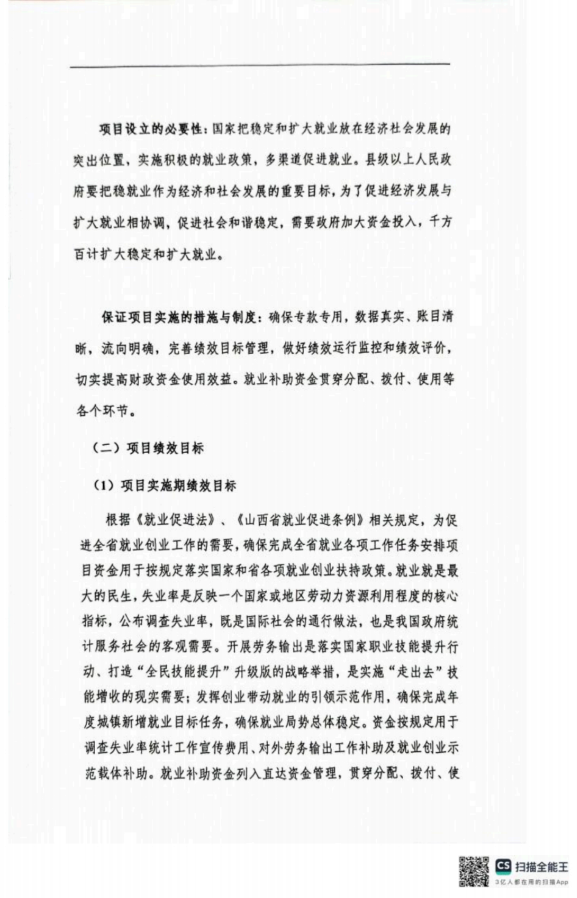 项目设立的必要性：国家把稳定和扩大就业放在经济社会发展的
突出位置，实施积极的就业政策，多渠道促进就业。县级以上人民政
府要把稳就业作为经济和社会发展的重要目标，为了促进经济发展与
扩大就业相协调，促进社会和谐稳定，需要政府加大资金投入，千方
百计扩大稳定和扩大就业。
保证项目实施的措施与制度：确保专款专用，数据真实、账目清
晰，流向明确，完善绩效目标管理，做好绩效运行监控和绩效评价，
切实提高财政资金使用效益。就业补助资金贯穿分配、拨付、使用等
各个环节。
（二）项目绩效目标
（1）项目实施期绩效目标
根据《就业促进法》、《山西省就业促进条例》相关规定，为促
进全省就业创业工作的需要，确保完成全省就业各项工作任务安排项
目资金用于按规定落实国家和省各项就业创业扶持政策。就业就是最
大的民生，失业率是反映一个国家或地区劳动力资源利用程度的核心
指标，公布调查失业率，既是国际社会的通行做法，也是我国政府统
计服务社会的客观需要。开展劳务输出是落实国家职业技能提升行
动、打造“全民技能提升”升级版的战略举措，是实施“走出去”技
能增收的现实需要；发挥创业带动就业的引领示范作用，确保完成年
度城镇新增就业目标任务，确保就业局势总体稳定。资金按规定用于
调查失业率统计工作宣传费用、对外劳务输出工作补助及就业创业示
范载体补助。就业补助资金列入直达资金管理，贯穿分配、拨付、使
CS 扫描全能王
3亿人都在用的扫描App